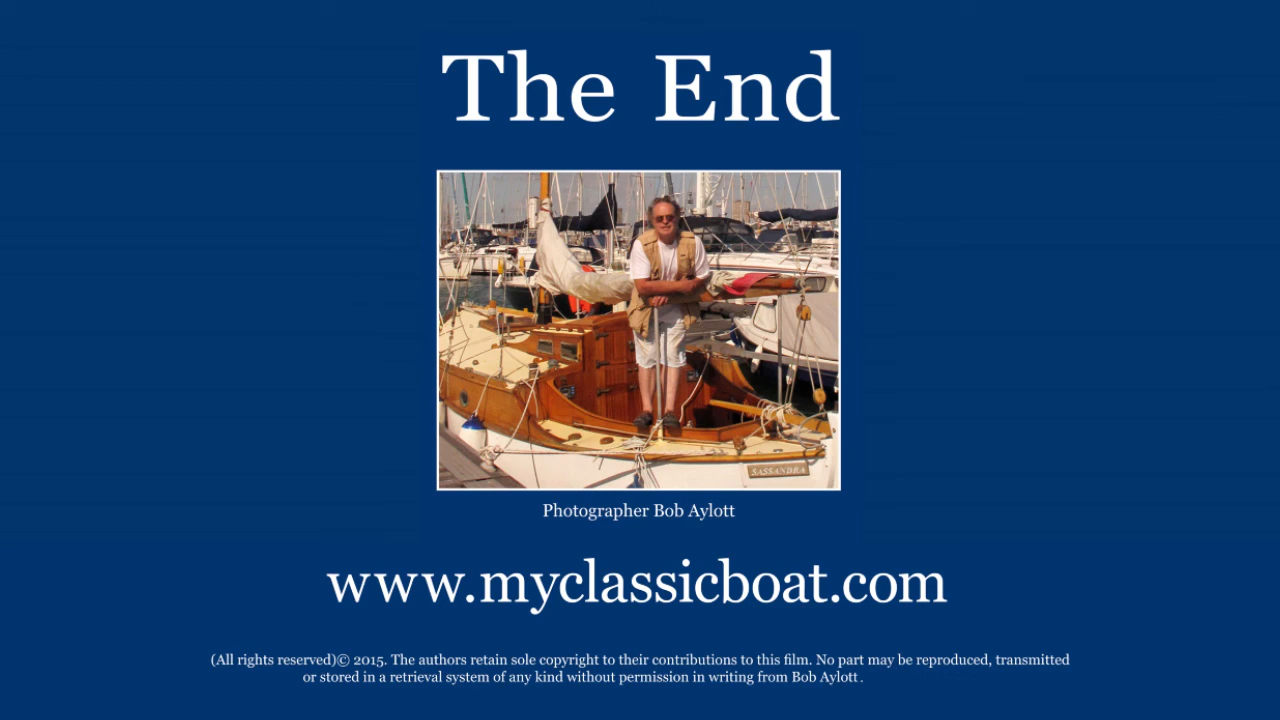 The End
SASSANDRA
Photographer Bob Aylott
www.myclassicboat.com
(All rights reserved)© 2015. The authors retain sole copyright to their contributions to this film. No part may be reproduced, transmitted
or stored in a retrieval system of any kind without permission in writing from Bob Aylott.